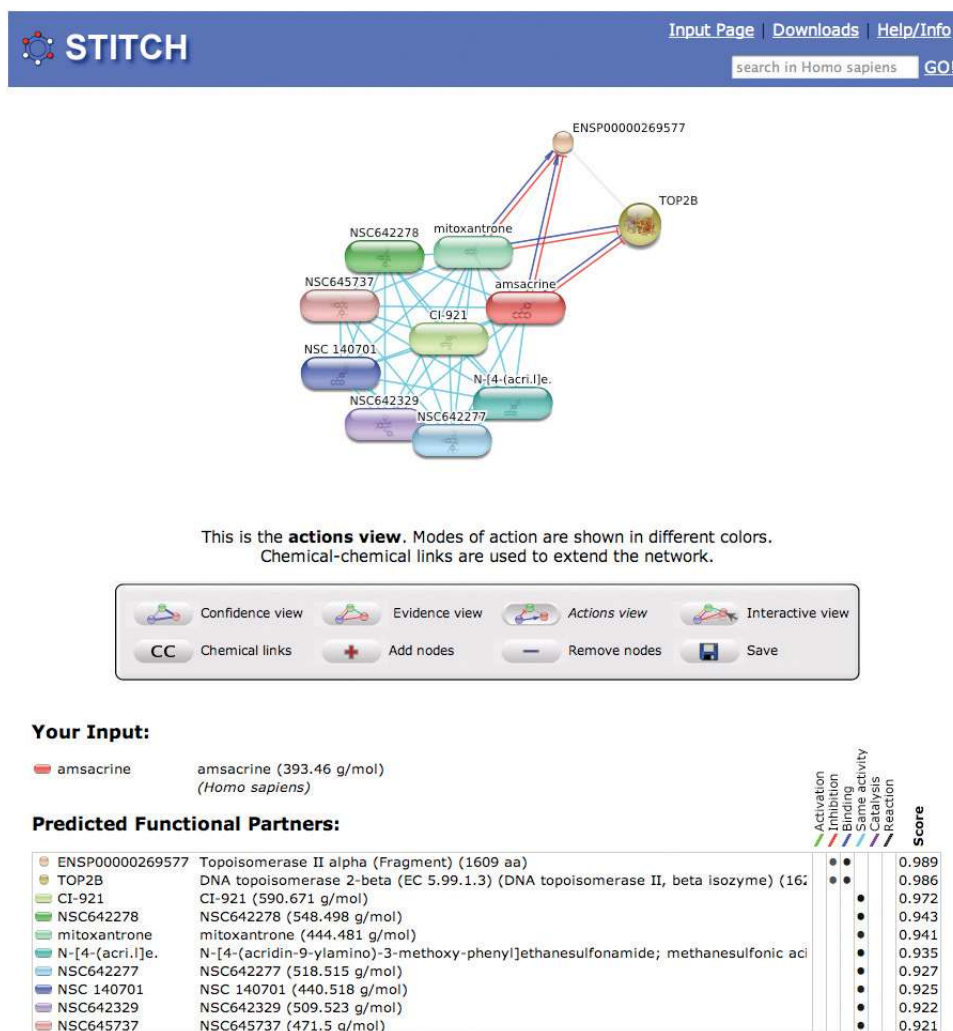 STITCH
Input Page | Downloads | Help/Info
search in Homo sapiens GO!
ENSP00000269577
TOP2B
NSC642278
mitoxantrone
NSC645737
amsacrine
CI-921
NSC 140701
N-[4-(acri.l]e.
NSC642329
NSC642277
This is the actions view. Modes of action are shown in different colors.
Chemical-chemical links are used to extend the network.
Confidence view Evidence view Actions view Interactive view
CC Chemical links Add nodes Remove nodes Save
Your Input:
amsacrine amsacrine (393.46 g/mol)
(Homo sapiens)
Predicted Functional Partners:
Activation
Inhibition
Binding
Same activity
Catalysis
Reaction
Score
ENSP00000269577 Topoisomerase II alpha (Fragment) (1609 aa) 0.989
TOP2B DNA topoisomerase 2-beta (EC 5.99.1.3) (DNA topoisomerase II, beta isozyme) (162 0.986
CI-921 CI-921 (590.671 g/mol) 0.972
NSC642278 NSC642278 (548.498 g/mol) 0.943
mitoxantrone mitoxantrone (444.481 g/mol) 0.941
N-[4-(acri.l]e. N-[4-(acridin-9-ylamino)-3-methoxy-phenyl]ethanesulfonamide; methanesulfonic aci 0.935
NSC642277 NSC642277 (518.515 g/mol) 0.927
NSC 140701 NSC 140701 (440.518 g/mol) 0.925
NSC642329 NSC642329 (509.523 g/mol) 0.922
NSC645737 NSC645737 (471.5 g/mol) 0.921